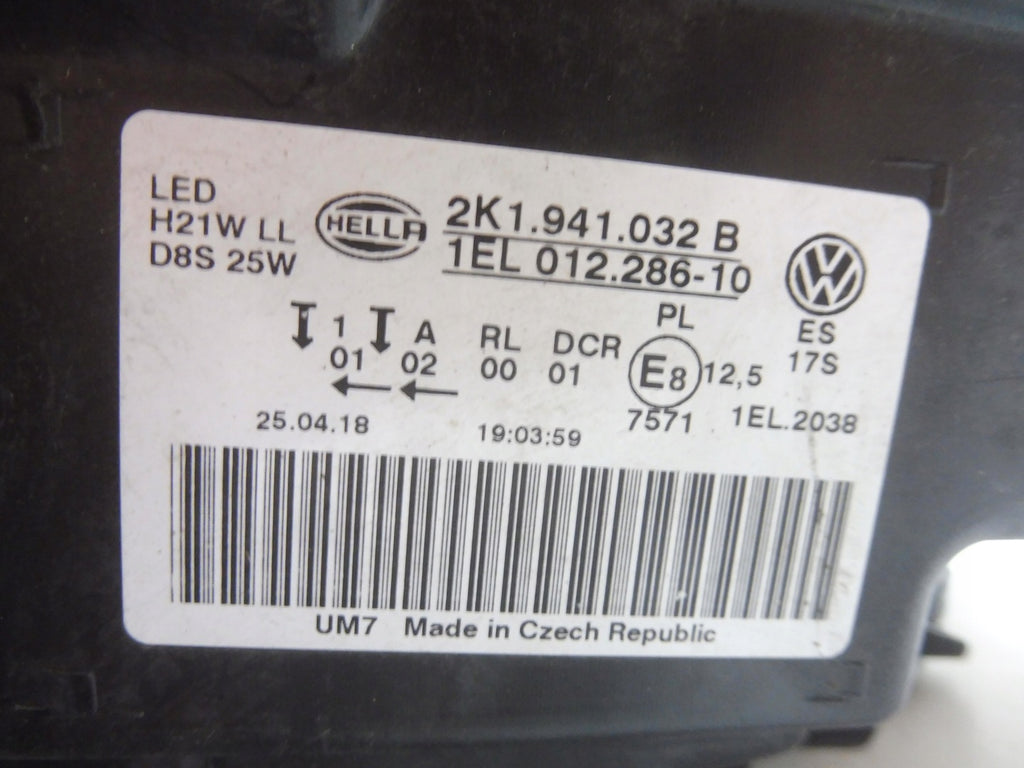 LED
H21W LL
D8S 25W
HELLA
2K1.941.032 B
1EL 012.286-10
VW
ES
17S
1 A RL DCR PL
01 02 00 01 E8 12,5
7571 1EL.2038
25.04.18 19:03:59
UM7 Made in Czech Republic